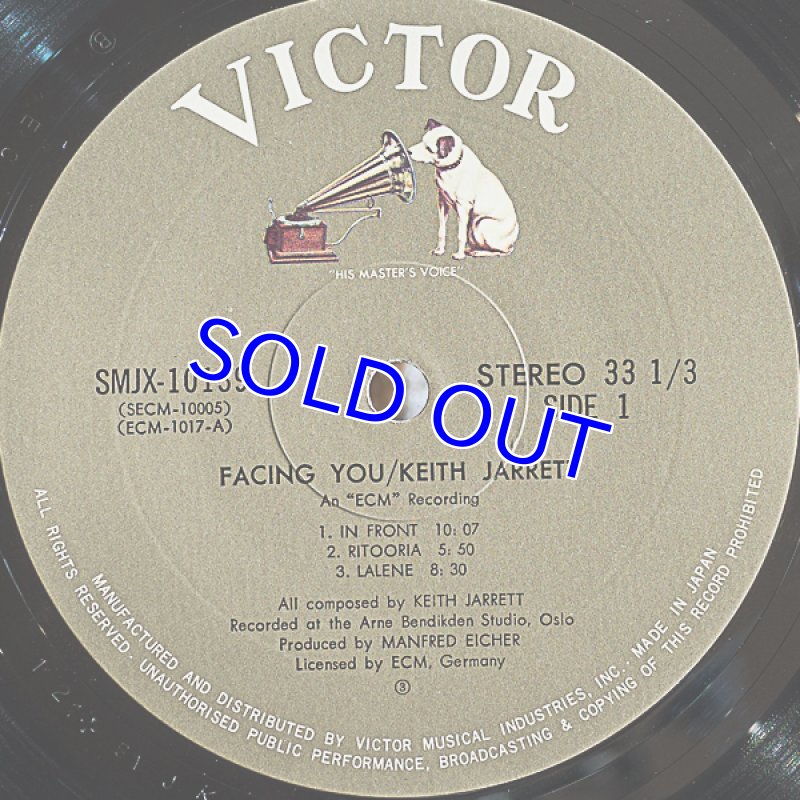 VICTOR
"HIS MASTER'S VOICE"
SOLD OUT
STEREO 33 1/3
SIDE 1
(SECM-10005)
(ECM-1017-A)
FACING YOU/KEITH JARRETT
An "ECM" Recording
1. IN FRONT 10: 07
2. RITOORIA 5: 50
3. LALENE 8: 30
All composed by KEITH JARRETT
Recorded at the Arne Bendikden Studio, Oslo
Produced by MANFRED EICHER
Licensed by ECM, Germany
③
MANUFACTURED AND DISTRIBUTED BY VICTOR MUSICAL INDUSTRIES, INC. · MADE IN JAPAN
ALL RIGHTS RESERVED · UNAUTHORISED PUBLIC PERFORMANCE, BROADCASTING & COPYING OF THIS RECORD PROHIBITED